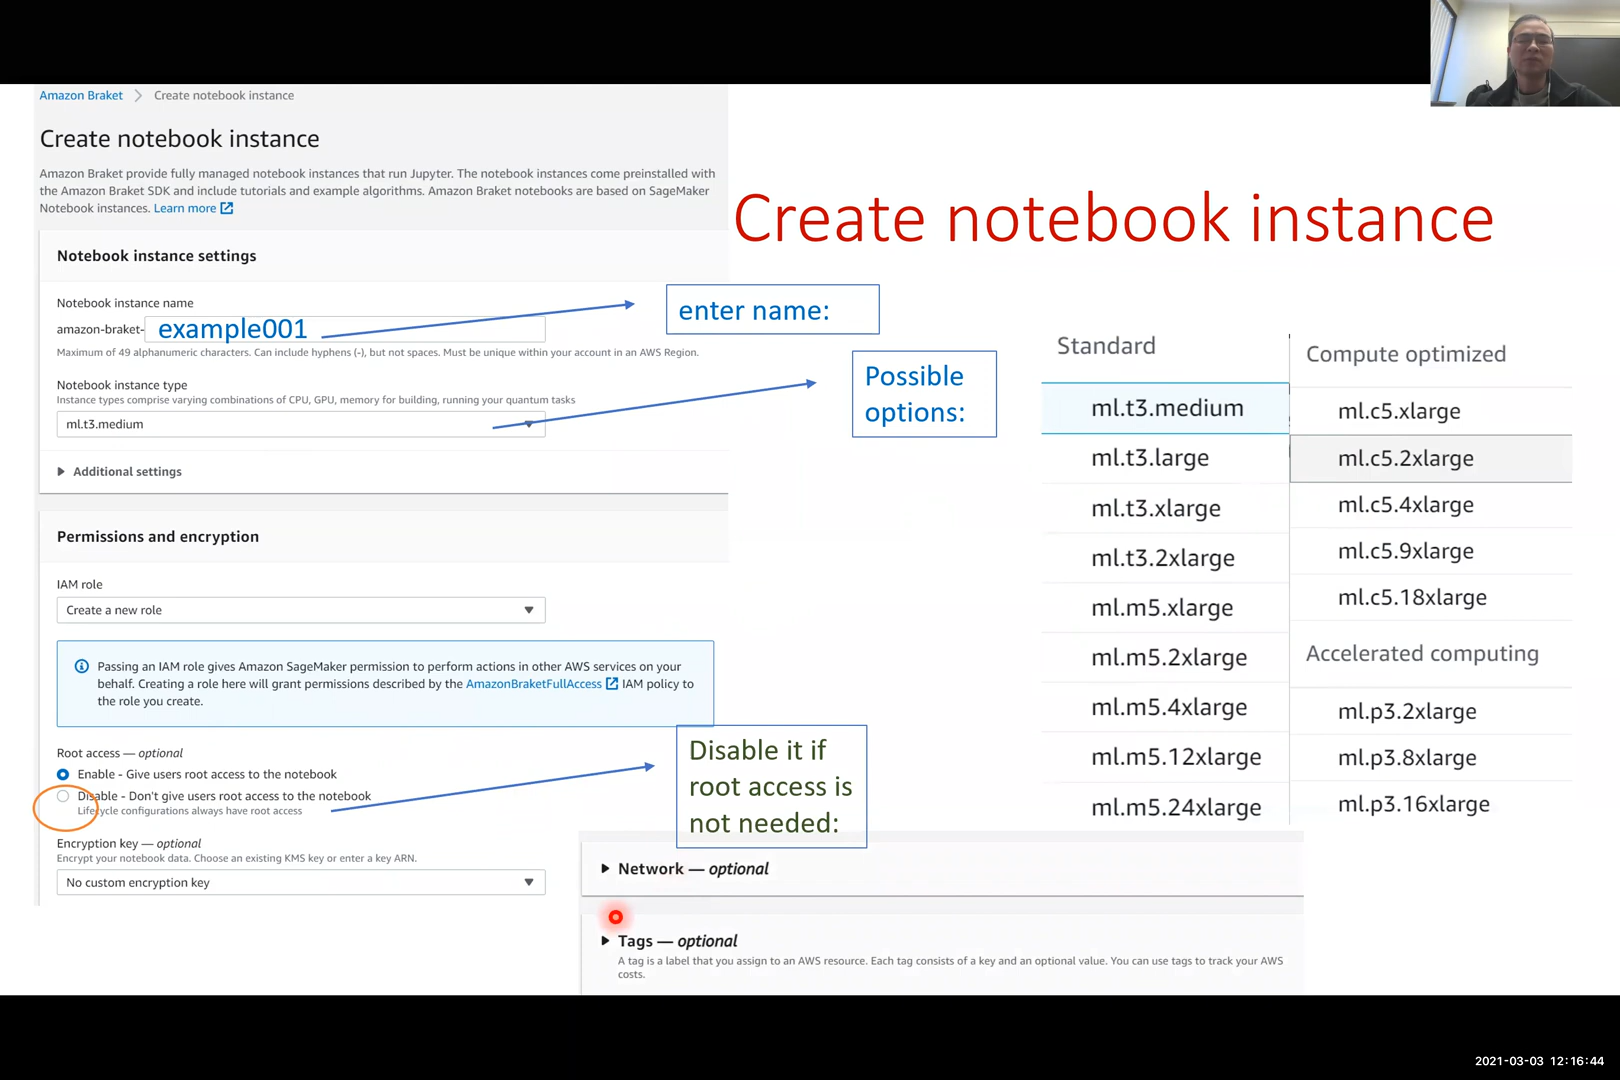 Amazon Braket > Create notebook instance
Create notebook instance
Amazon Braket provide fully managed notebook instances that run Jupyter. The notebook instances come preinstalled with
the Amazon Braket SDK and include tutorials and example algorithms. Amazon Braket notebooks are based on SageMaker
Notebook instances. Learn more
Create notebook instance
Notebook instance settings
Notebook instance name
amazon-braket- example001
Maximum of 49 alphanumeric characters. Can include hyphens (-), but not spaces. Must be unique within your account in an AWS Region.
enter name:
Notebook instance type
Instance types comprise varying combinations of CPU, GPU, memory for building, running your quantum tasks
ml.t3.medium
Possible
options:
Additional settings
Standard
ml.t3.medium
ml.t3.large
ml.t3.xlarge
ml.t3.2xlarge
ml.m5.xlarge
ml.m5.2xlarge
ml.m5.4xlarge
ml.m5.12xlarge
ml.m5.24xlarge
Compute optimized
ml.c5.xlarge
ml.c5.2xlarge
ml.c5.4xlarge
ml.c5.9xlarge
ml.c5.18xlarge
Accelerated computing
ml.p3.2xlarge
ml.p3.8xlarge
ml.p3.16xlarge
Permissions and encryption
IAM role
Create a new role
Passing an IAM role gives Amazon SageMaker permission to perform actions in other AWS services on your
behalf. Creating a role here will grant permissions described by the AmazonBraketFullAccess IAM policy to
the role you create.
Root access — optional
Enable - Give users root access to the notebook
Disable - Don't give users root access to the notebook
Lifecycle configurations always have root access
Disable it if
root access is
not needed:
Encryption key — optional
Encrypt your notebook data. Choose an existing KMS key or enter a key ARN.
No custom encryption key
Network — optional
Tags — optional
A tag is a label that you assign to an AWS resource. Each tag consists of a key and an optional value. You can use tags to track your AWS
costs.
2021-03-03 12:16:44